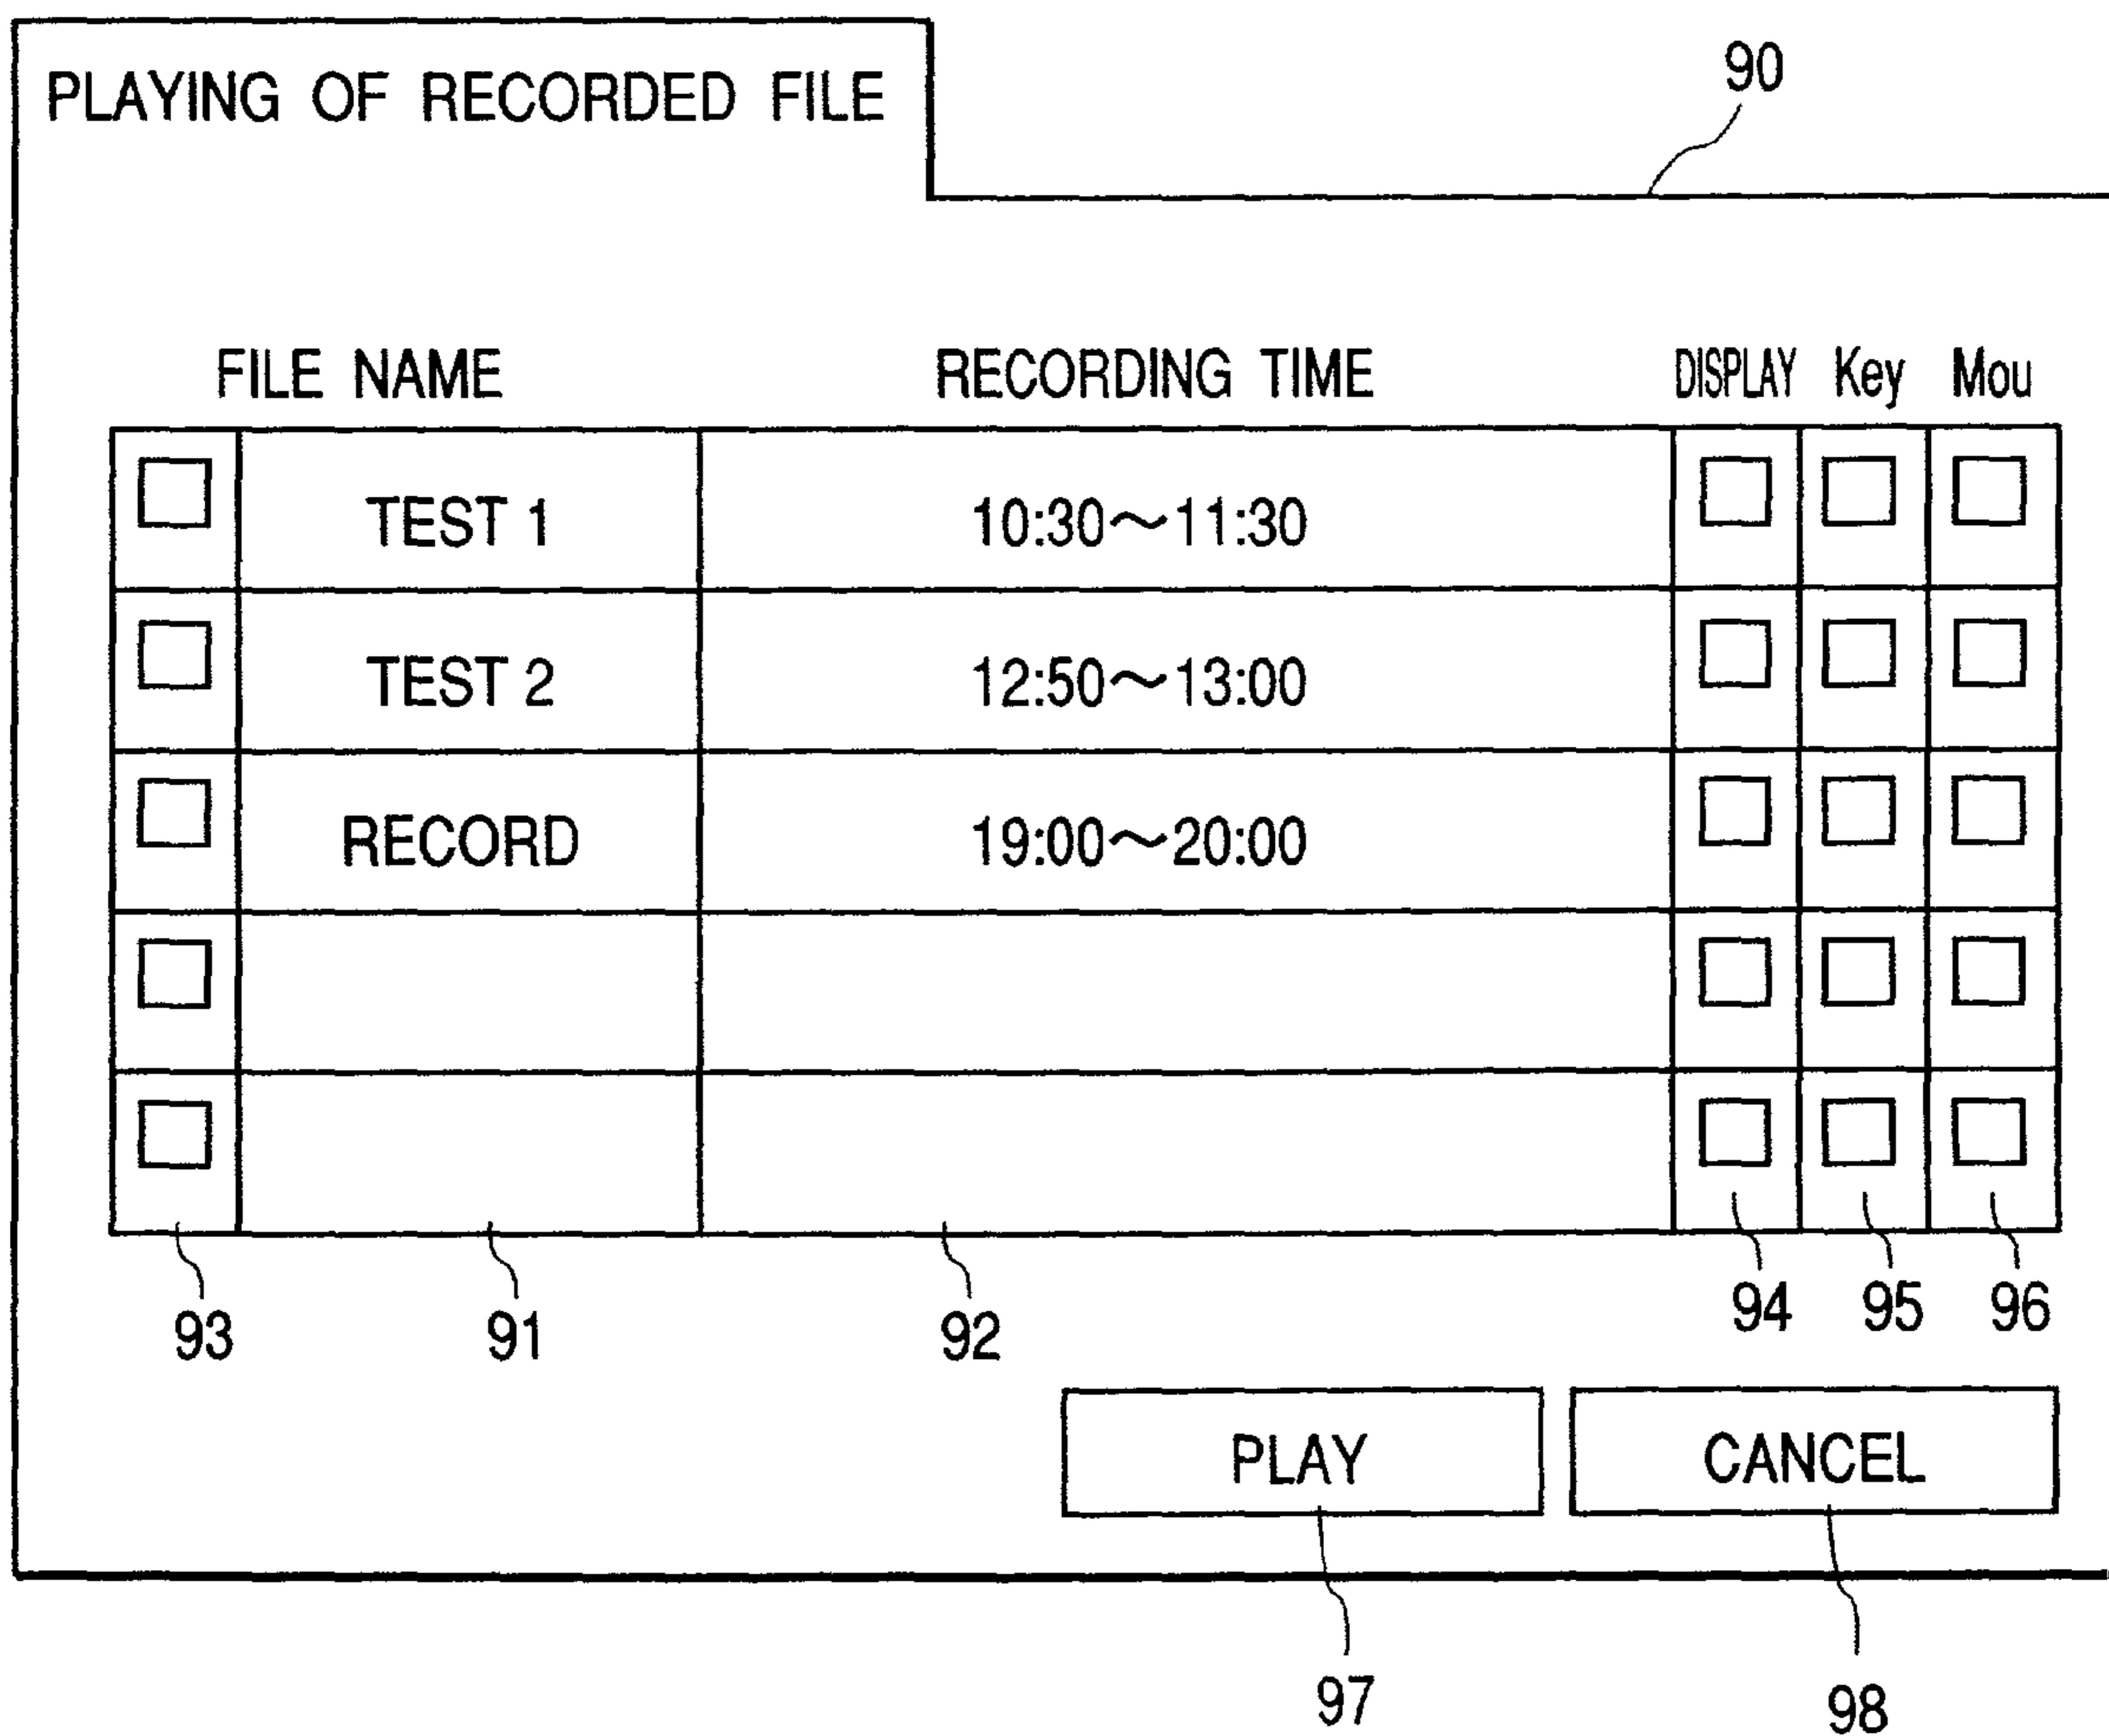 PLAYING OF RECORDED FILE
90
FILE NAME RECORDING TIME DISPLAY Key Mou
TEST 1 10:30～11:30
TEST 2 12:50～13:00
RECORD 19:00～20:00
93 91 92 94 95 96
PLAY CANCEL
97 98